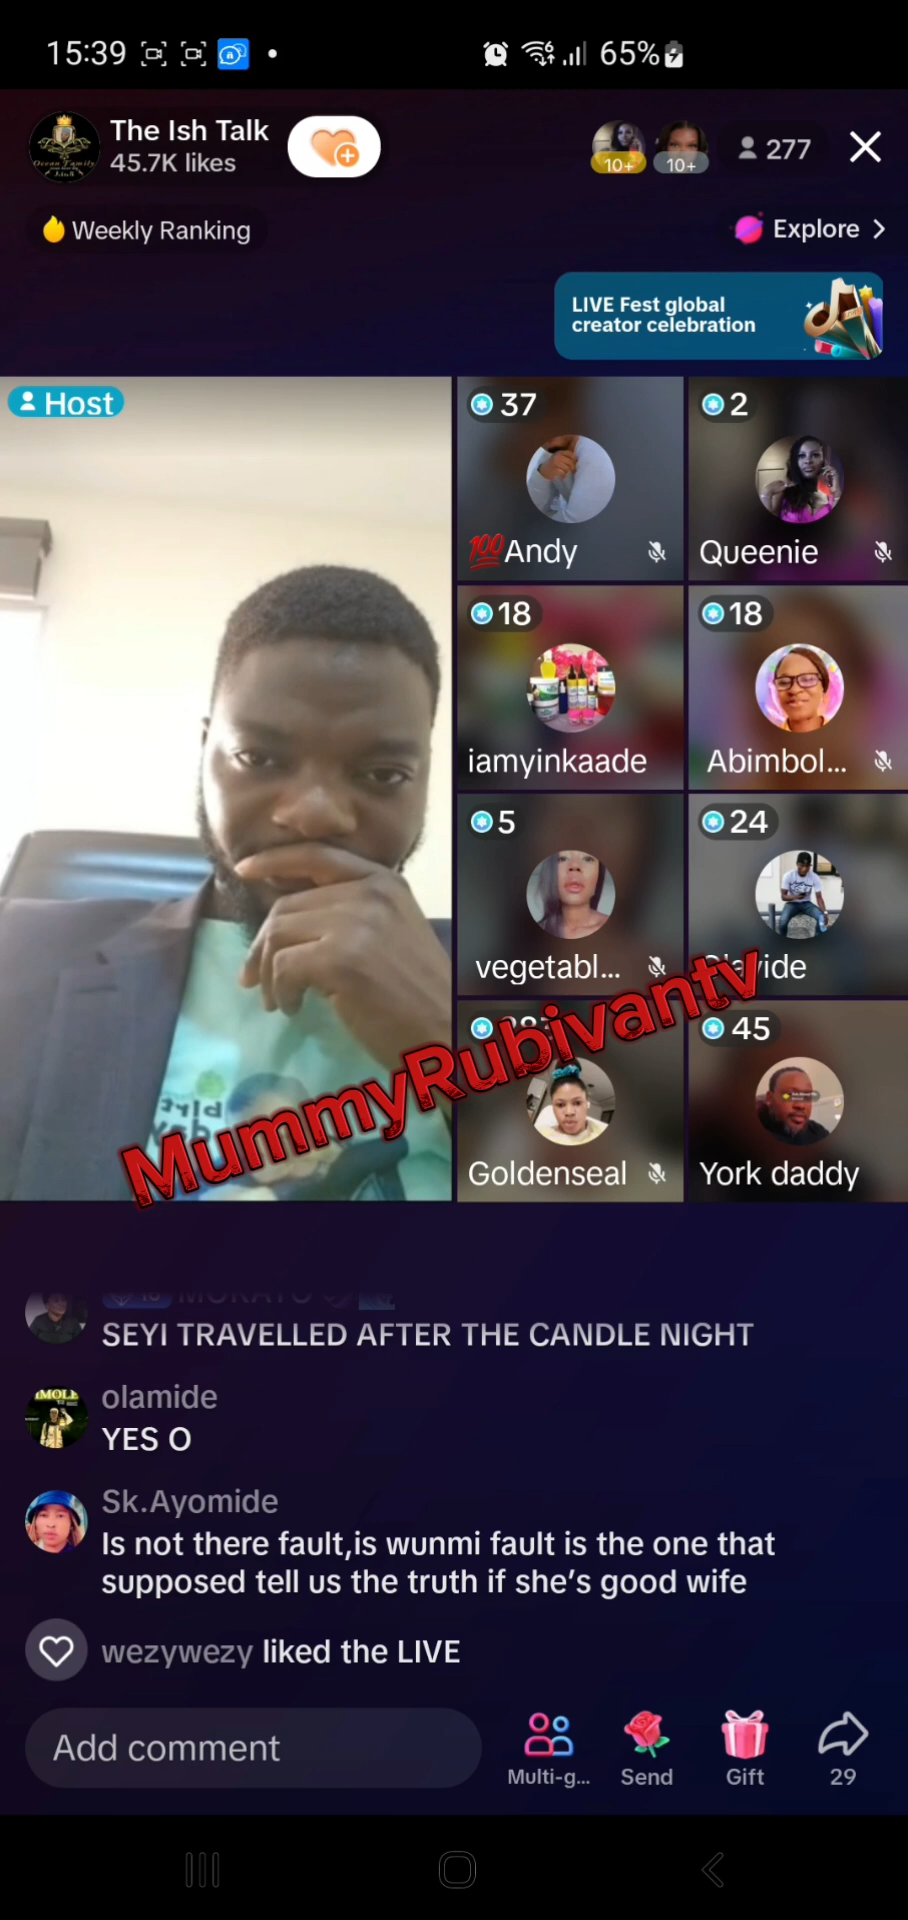 15:39
65%
The Ish Talk
45.7K likes
10+
10+
277
Weekly Ranking
Explore
LIVE Fest global
creator celebration
Host
37
2
100 Andy
Queenie
18
18
iamyinkaade
Abimbol...
5
24
vegetabl...
vide
MummyRubivantv
45
Goldenseal
York daddy
SEYI TRAVELLED AFTER THE CANDLE NIGHT
olamide
YES O
Sk.Ayomide
Is not there fault,is wunmi fault is the one that
supposed tell us the truth if she's good wife
wezywezy liked the LIVE
Add comment
Multi-g...
Send
Gift
29